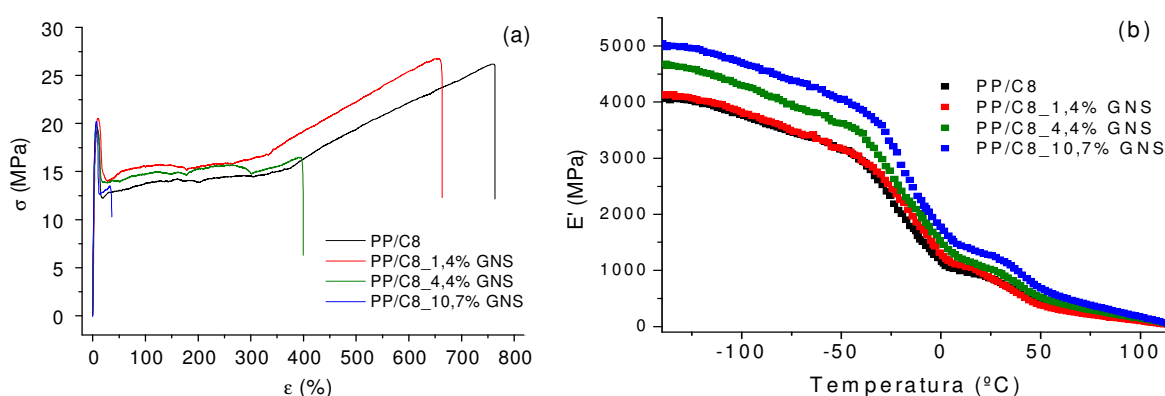 (a)
30
25
20
15
10
5
0
σ (MPa)
PP/C8
PP/C8_1,4% GNS
PP/C8_4,4% GNS
PP/C8_10,7% GNS
0 100 200 300 400 500 600 700 800
ε (%)
(b)
5000
4000
3000
2000
1000
0
E' (MPa)
PP/C8
PP/C8_1,4% GNS
PP/C8_4,4% GNS
PP/C8_10,7% GNS
-100 -50 0 50 100
Temperatura (ºC)